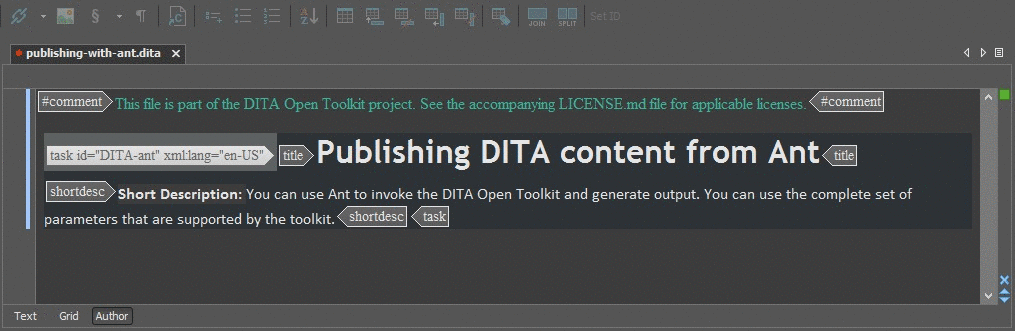 § ¶ C A Z JOIN SPLIT Set ID
publishing-with-ant.dita
#comment This file is part of the DITA Open Toolkit project. See the accompanying LICENSE.md file for applicable licenses. #comment
task id="DITA-ant" xml:lang="en-US" title Publishing DITA content from Ant title
shortdesc Short Description: You can use Ant to invoke the DITA Open Toolkit and generate output. You can use the complete set of
parameters that are supported by the toolkit. shortdesc task
Text Grid Author